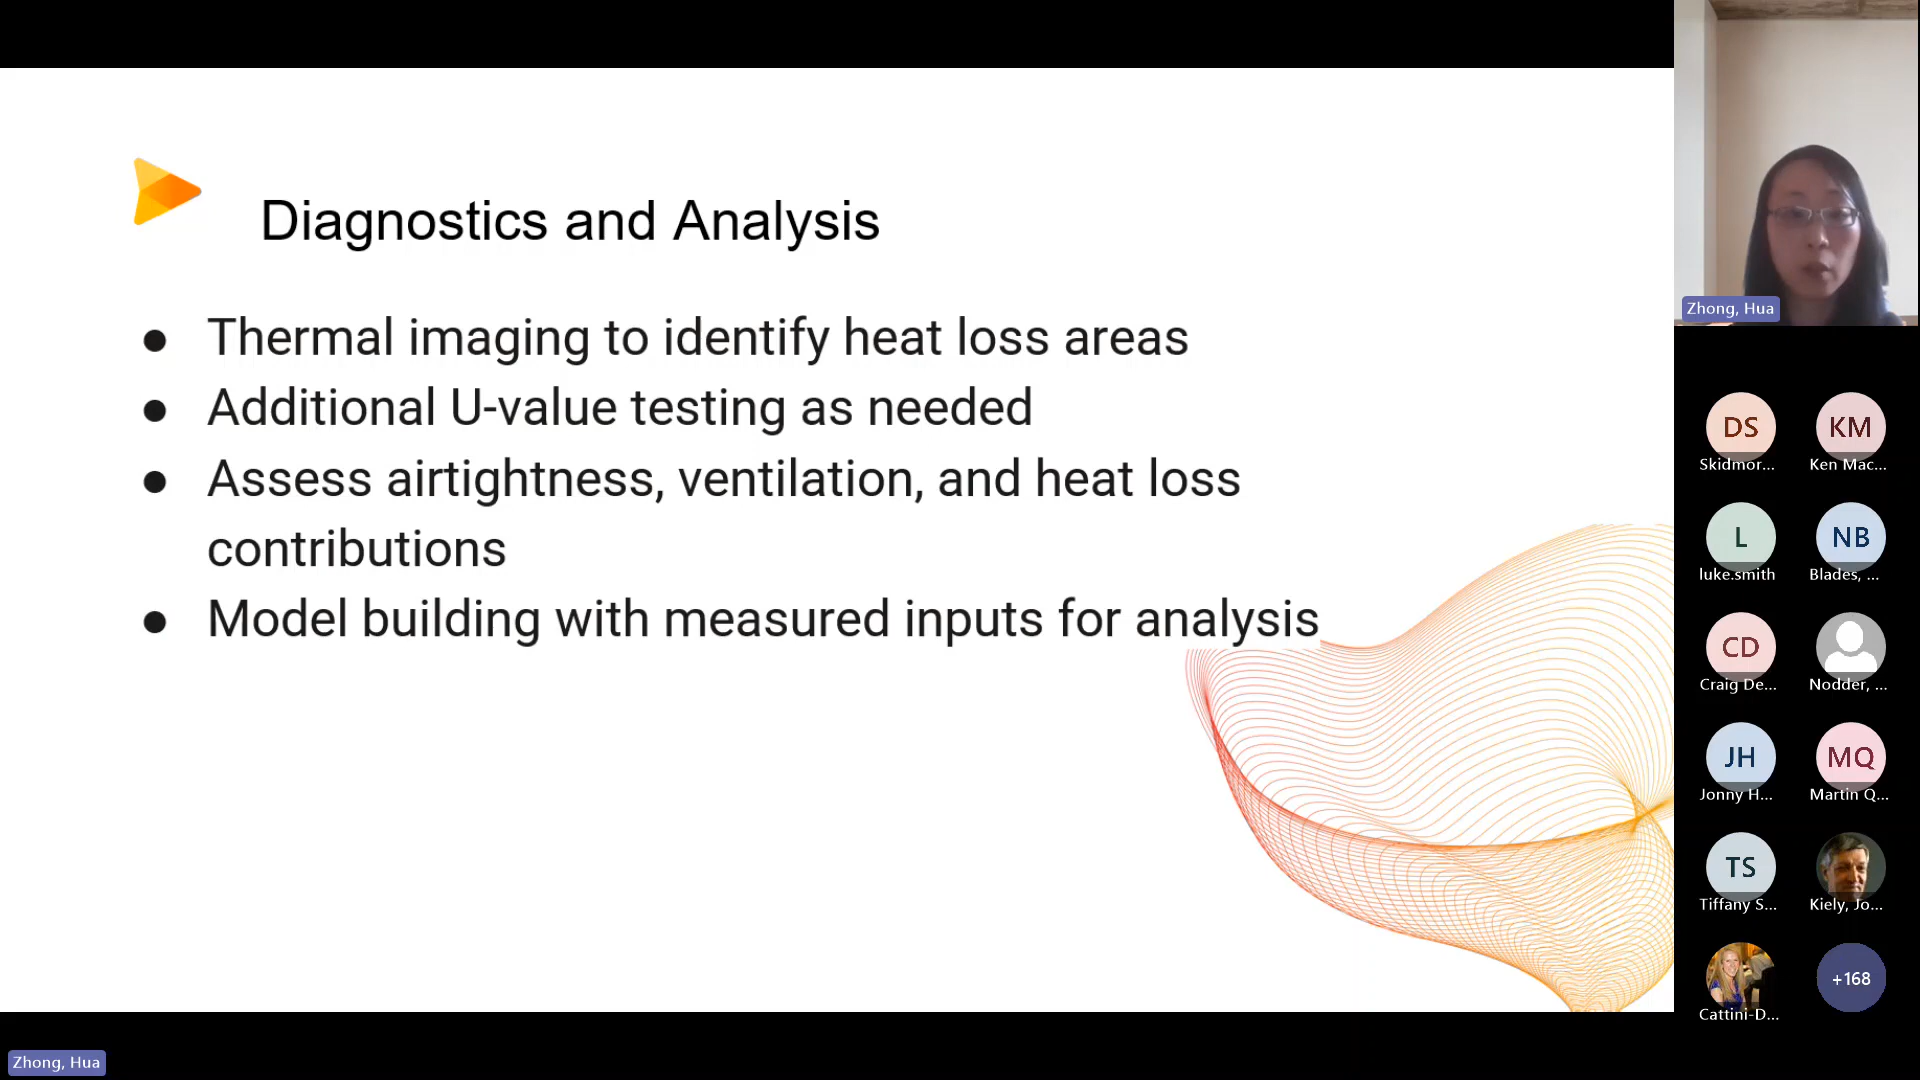 Diagnostics and Analysis
● Thermal imaging to identify heat loss areas
● Additional U-value testing as needed
● Assess airtightness, ventilation, and heat loss
contributions
● Model building with measured inputs for analysis
Zhong, Hua
DS
Skidmor...
KM
Ken Mac...
L
luke.smith
NB
Blades, ...
CD
Craig De...
Nodder, ...
JH
Jonny H...
MQ
Martin Q...
TS
Tiffany S...
Kiely, Jo...
Cattini-D...
+168
Zhong, Hua